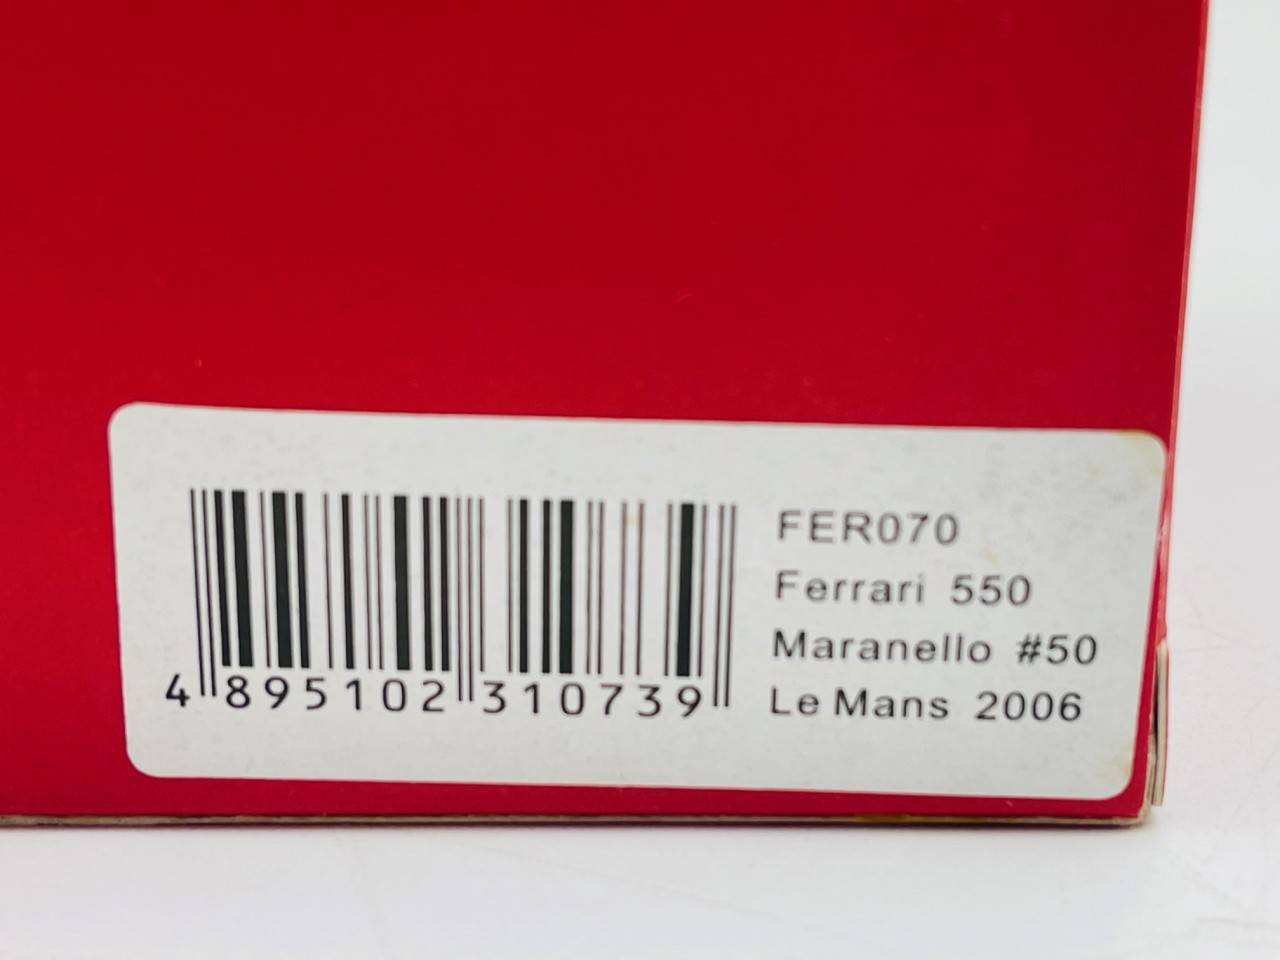 FER070
Ferrari 550
Maranello #50
Le Mans 2006
4 895102 310739